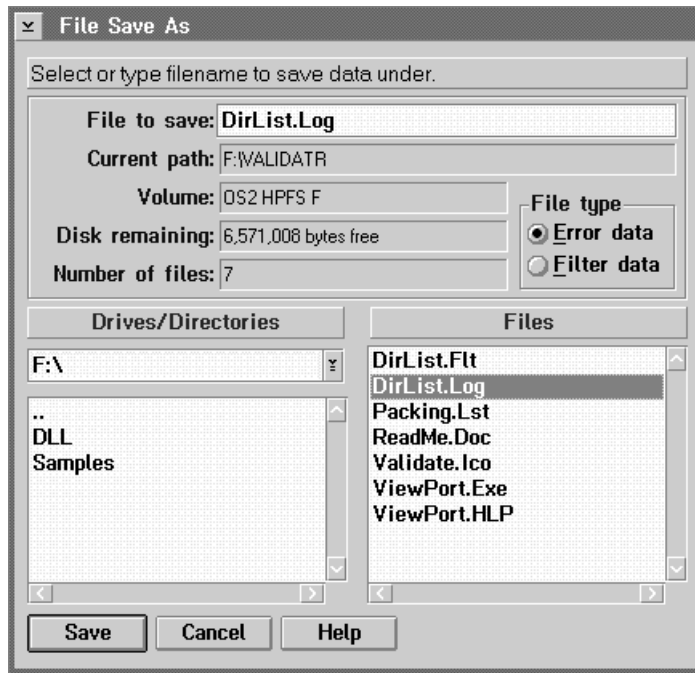 File Save As
Select or type filename to save data under.
File to save: DirList.Log
Current path: F:\VALIDATR
Volume: OS2 HPFS F
Disk remaining: 6,571,008 bytes free
Number of files: 7
File type
Error data
Filter data
Drives/Directories
F:\
..
DLL
Samples
Files
DirList.Flt
DirList.Log
Packing.Lst
ReadMe.Doc
Validate.Ico
ViewPort.Exe
ViewPort.HLP
Save Cancel Help